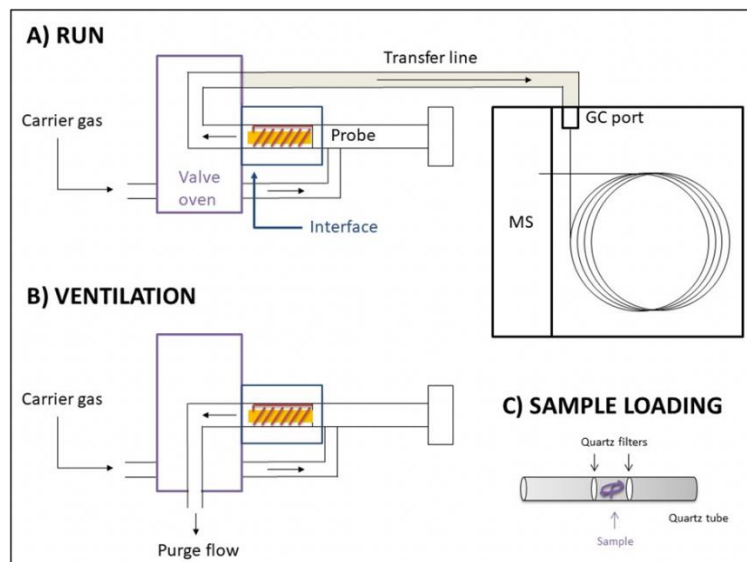 A) RUN
Transfer line
Carrier gas
GC port
Probe
Valve
oven
MS
Interface
B) VENTILATION
Carrier gas
C) SAMPLE LOADING
Quartz filters
Quartz tube
Sample
Purge flow